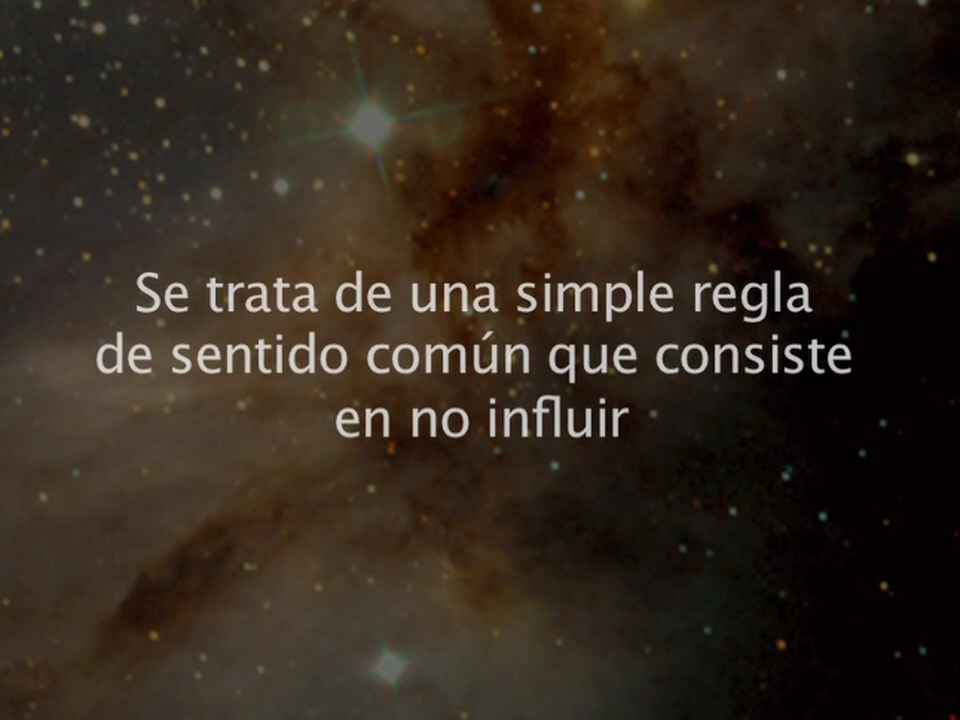 Se trata de una simple regla
de sentido común que consiste
en no influir